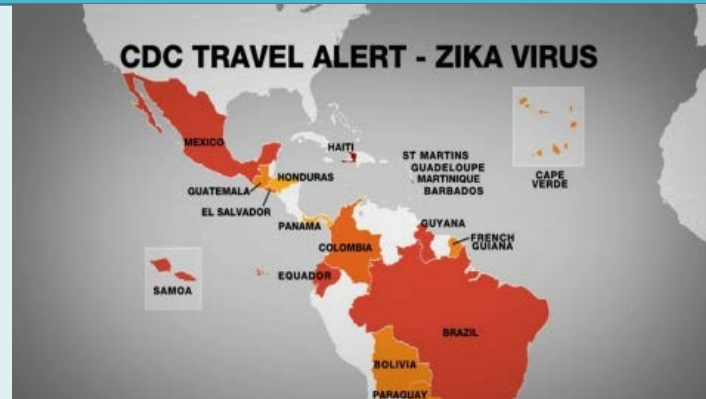 CDC TRAVEL ALERT - ZIKA VIRUS
MEXICO
HAITI
ST MARTINS
GUADELOUPE
. MARTINIQUE
BARBADOS
CAPE
VERDE
GUATEMALA
HONDURAS
EL SALVADOR
PANAMA
GUYANA
FRENCH
GUIANA
COLOMBIA
EQUADOR
SAMOA
BRAZIL
BOLIVIA
PARAGUAY